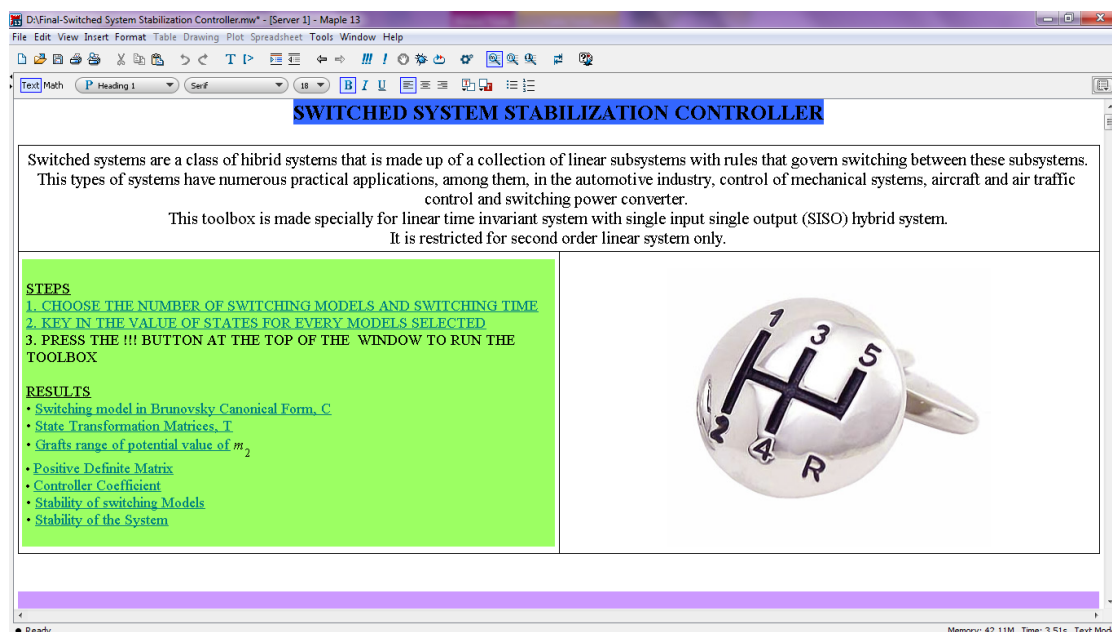 D:\Final-Switched System Stabilization Controller.mw* - [Server 1] - Maple 13
File Edit View Insert Format Table Drawing Plot Spreadsheet Tools Window Help
Text Math P Heading 1 Serif 18 B I U
SWITCHED SYSTEM STABILIZATION CONTROLLER
Switched systems are a class of hibrid systems that is made up of a collection of linear subsystems with rules that govern switching between these subsystems.
This types of systems have numerous practical applications, among them, in the automotive industry, control of mechanical systems, aircraft and air traffic
control and switching power converter.
This toolbox is made specially for linear time invariant system with single input single output (SISO) hybrid system.
It is restricted for second order linear system only.
STEPS
1. CHOOSE THE NUMBER OF SWITCHING MODELS AND SWITCHING TIME
2. KEY IN THE VALUE OF STATES FOR EVERY MODELS SELECTED
3. PRESS THE !!! BUTTON AT THE TOP OF THE WINDOW TO RUN THE
TOOLBOX
RESULTS
• Switching model in Brunovsky Canonical Form, C
• State Transformation Matrices, T
• Grafts range of potential value of m2
• Positive Definite Matrix
• Controller Coefficient
• Stability of switching Models
• Stability of the System
1 3 5
2 4 R
Ready Memory: 42.11M Time: 3.51s Text Mod